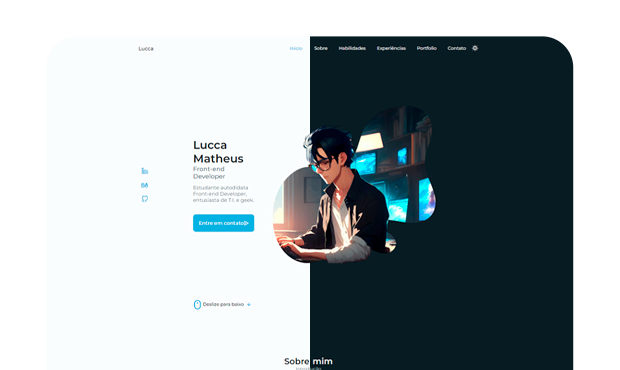 Lucca
Início
Sobre
Habilidades
Experiências
Portfolio
Contato
Lucca
Matheus
Front-end
Developer
Estudante autodidata
Front-end Developer,
entusiasta de T.I. e geek.
Entre em contato
Deslize para baixo
Sobre mim